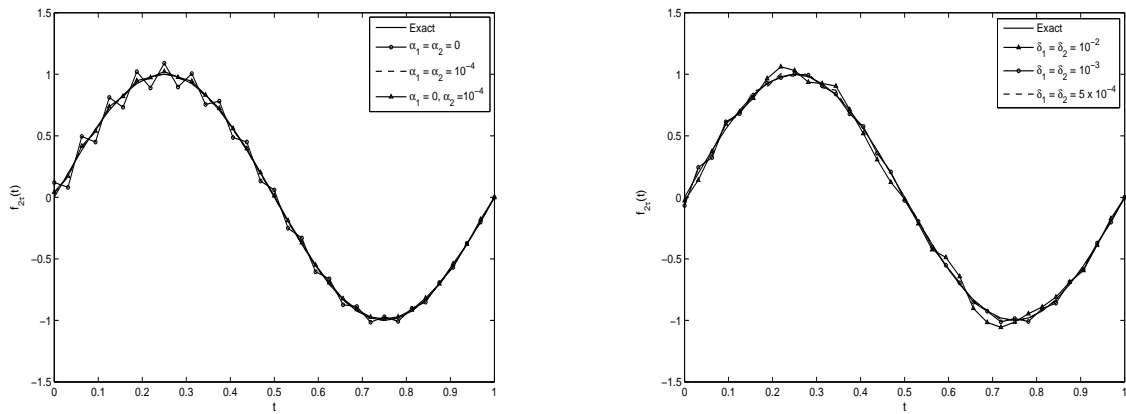 1.5
1
0.5
0
−0.5
−1
−1.5
f₂τ(t)
0 0.1 0.2 0.3 0.4 0.5 0.6 0.7 0.8 0.9 1
t
Exact
α₁ = α₂ = 0
α₁ = α₂ = 10⁻⁴
α₁ = 0, α₂ =10⁻⁴
1.5
1
0.5
0
−0.5
−1
−1.5
f₂τ(t)
0 0.1 0.2 0.3 0.4 0.5 0.6 0.7 0.8 0.9 1
t
Exact
δ₁ = δ₂ = 10⁻²
δ₁ = δ₂ = 10⁻³
δ₁ = δ₂ = 5 x 10⁻⁴